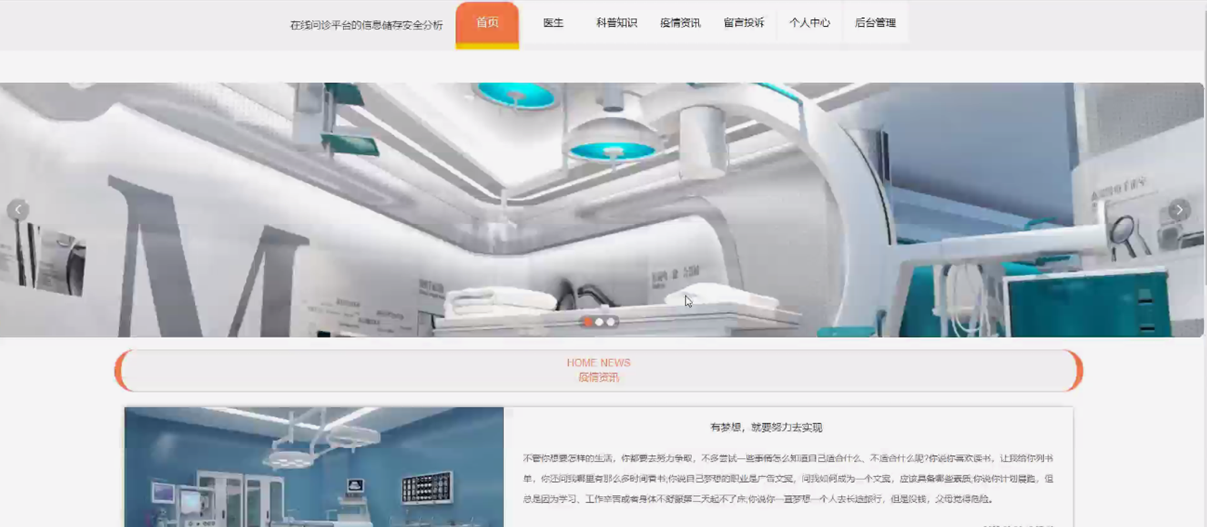 在线问诊平台的信息储存安全分析
首页
医生
科普知识
疫情资讯
留言投诉
个人中心
后台管理
M
HOME NEWS
疫情资讯
有梦想，就要努力去实现
不管你想要怎样的生活，你都要去努力争取，不多尝试一些事情怎么知道自己适合什么、不适合什么呢?你说你喜欢读书，让我给你列书
单，你还问我哪里有那么多时间看书;你说自己梦想的职业是广告文案，问我如何成为一个文案，应该具备哪些素质;你说你计划晨跑，但
总是因为学习、工作辛苦或者身体不舒服第二天起不了床;你说你一直梦想一个人去长途旅行，但是没钱，父母觉得危险。